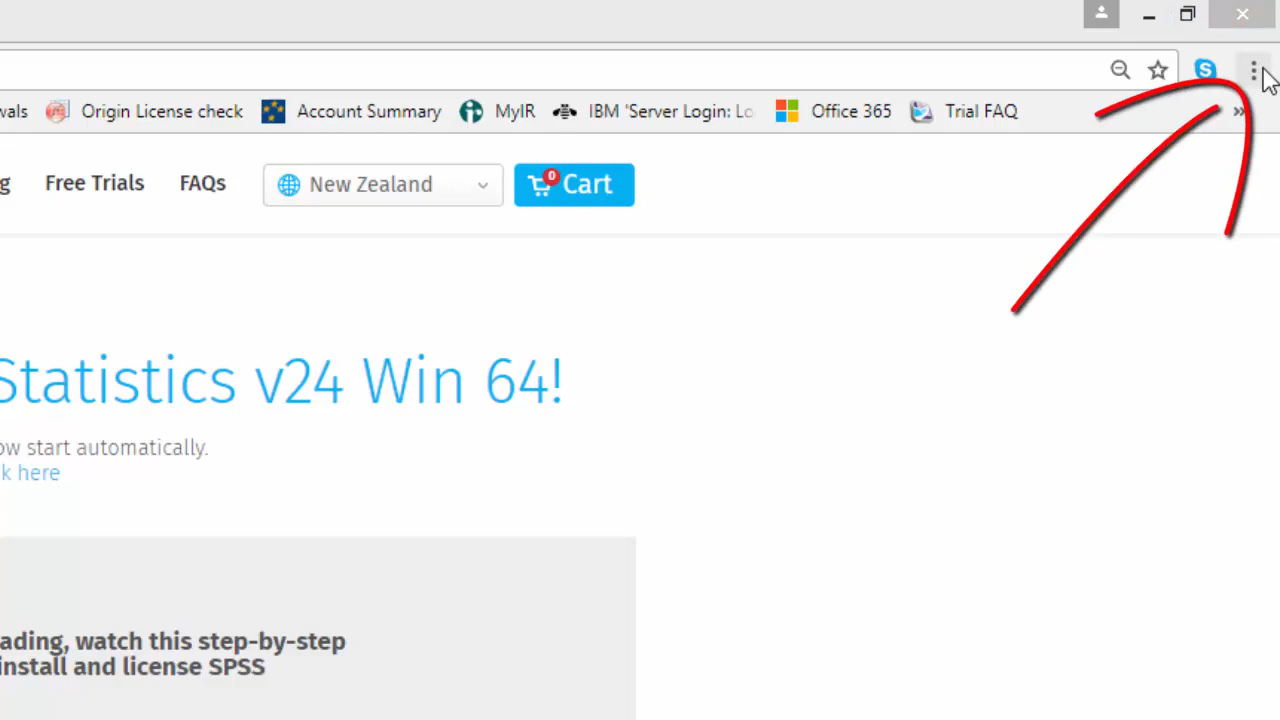 wals Origin License check Account Summary MyIR IBM 'Server Login: Lo Office 365 Trial FAQ »
g Free Trials FAQs New Zealand 0 Cart
Statistics v24 Win 64!
ow start automatically.
k here
ading, watch this step-by-step
install and license SPSS